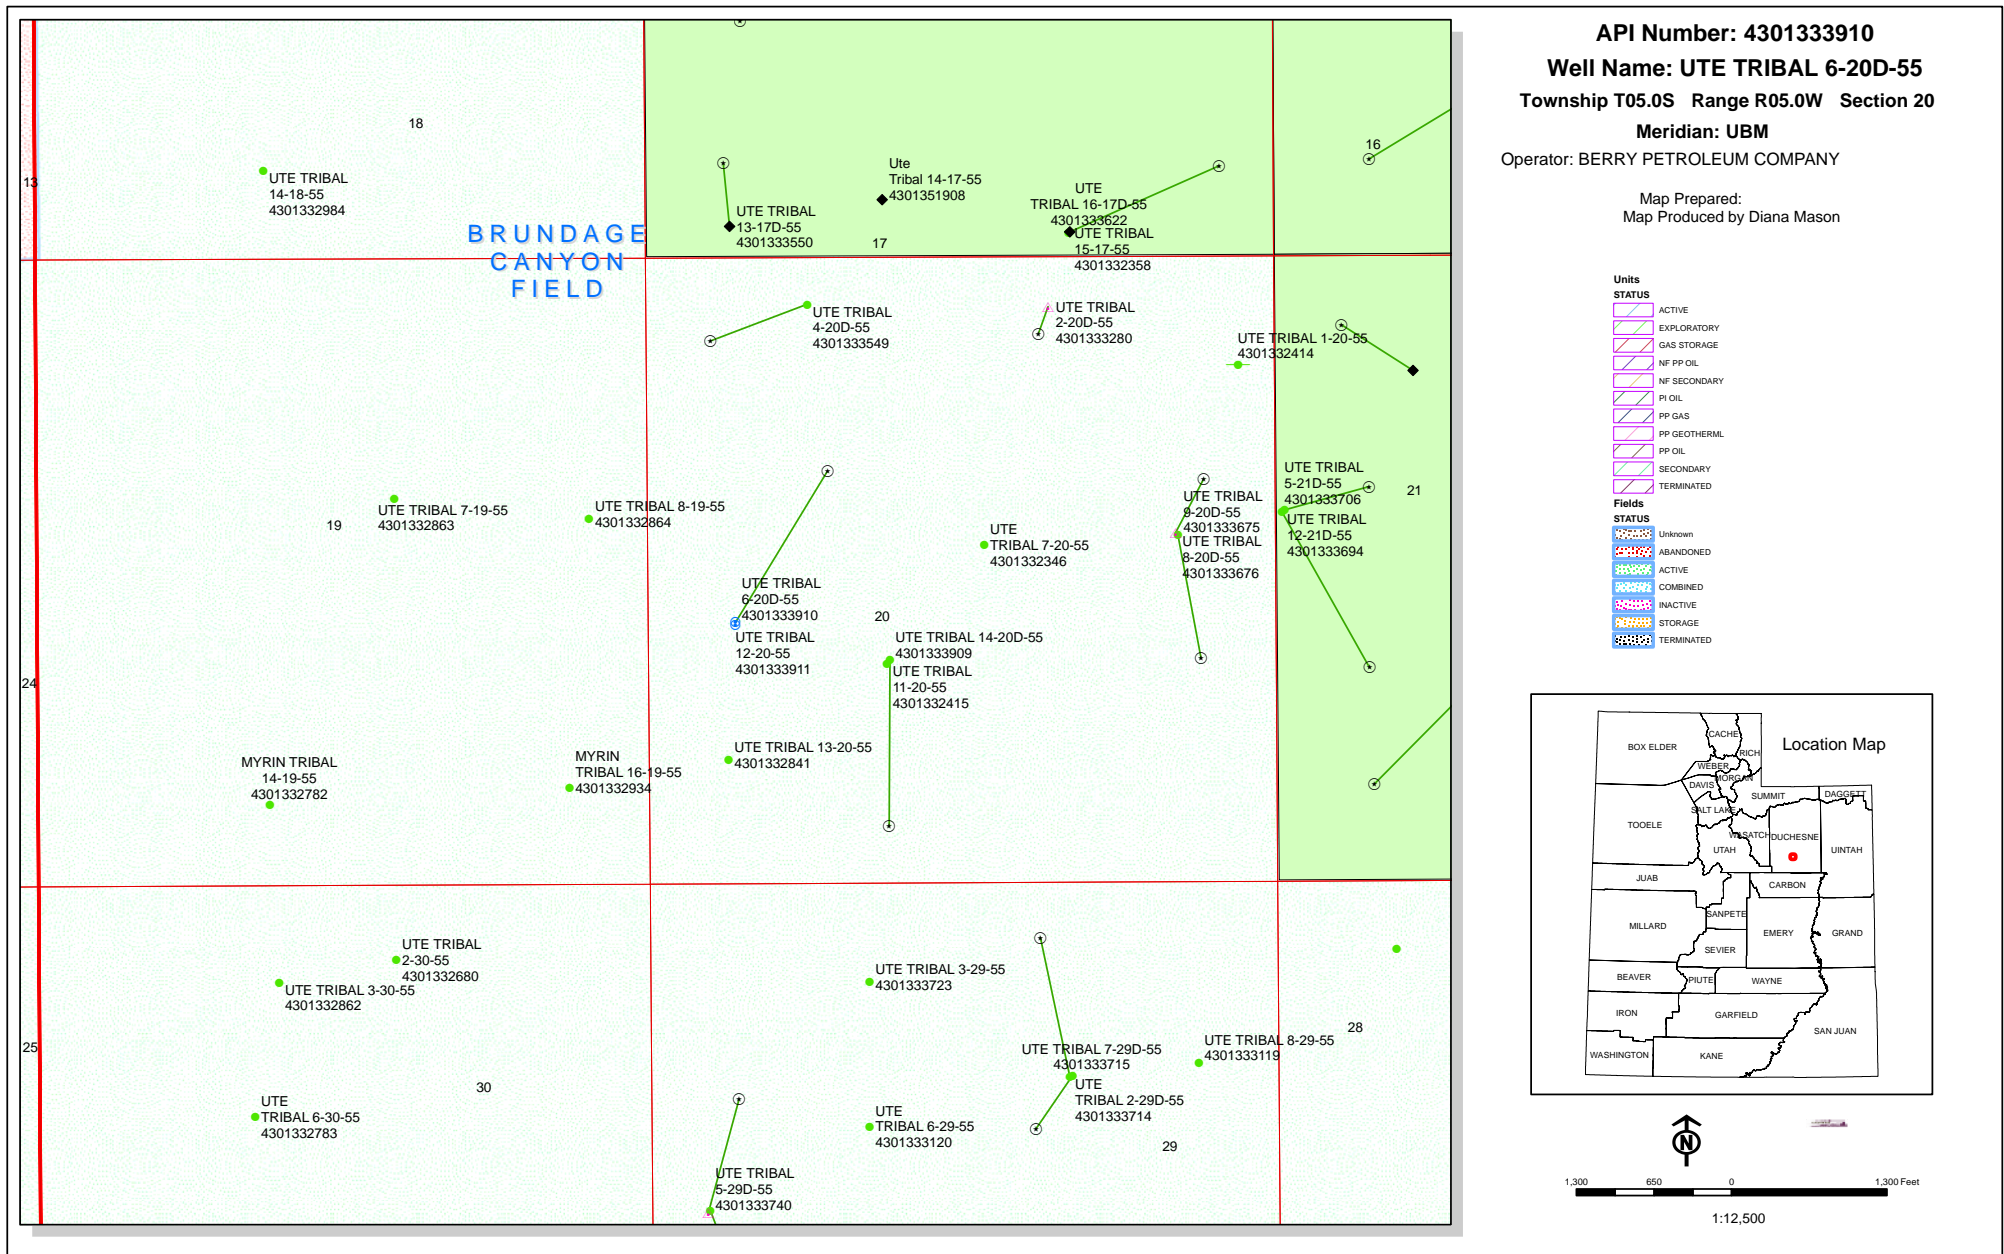 API Number: 4301333910
Well Name: UTE TRIBAL 6-20D-55
Township T05.0S Range R05.0W Section 20
Meridian: UBM
Operator: BERRY PETROLEUM COMPANY
Map Prepared:
Map Produced by Diana Mason
18
13
UTE TRIBAL
14-18-55
4301332984
BRUNDAGE
CANYON
FIELD
UTE TRIBAL
13-17D-55
4301333550
Ute
Tribal 14-17-55
4301351908
17
UTE
TRIBAL 16-17D-55
4301333622
UTE TRIBAL
15-17-55
4301332358
16
UTE TRIBAL
4-20D-55
4301333549
UTE TRIBAL
2-20D-55
4301333280
UTE TRIBAL 1-20-55
4301332414
19
UTE TRIBAL 7-19-55
4301332863
UTE TRIBAL 8-19-55
4301332864
UTE
TRIBAL 7-20-55
4301332346
UTE TRIBAL
9-20D-55
4301333675
UTE TRIBAL
8-20D-55
4301333676
UTE TRIBAL
5-21D-55
4301333706
UTE TRIBAL
12-21D-55
4301333694
21
UTE TRIBAL
6-20D-55
4301333910
UTE TRIBAL
12-20-55
4301333911
20
UTE TRIBAL 14-20D-55
4301333909
UTE TRIBAL
11-20-55
4301332415
24
MYRIN TRIBAL
14-19-55
4301332782
MYRIN
TRIBAL 16-19-55
4301332934
UTE TRIBAL 13-20-55
4301332841
UTE TRIBAL
2-30-55
4301332680
UTE TRIBAL 3-30-55
4301332862
UTE TRIBAL 3-29-55
4301333723
25
30
UTE
TRIBAL 6-30-55
4301332783
UTE TRIBAL 7-29D-55
4301333715
UTE
TRIBAL 2-29D-55
4301333714
UTE TRIBAL 8-29-55
4301333119
28
UTE
TRIBAL 6-29-55
4301333120
29
UTE TRIBAL
5-29D-55
4301333740
Units
STATUS
ACTIVE
EXPLORATORY
GAS STORAGE
NF PP OIL
NF SECONDARY
PI OIL
PP GAS
PP GEOTHERML
PP OIL
SECONDARY
TERMINATED
Fields
STATUS
Unknown
ABANDONED
ACTIVE
COMBINED
INACTIVE
STORAGE
TERMINATED
Location Map
BOX ELDER
CACHE
RICH
WEBER
MORGAN
DAVIS
SUMMIT
DAGGETT
SALT LAKE
TOOELE
WASATCH
DUCHESNE
UTAH
UINTAH
JUAB
CARBON
SANPETE
MILLARD
EMERY
GRAND
SEVIER
BEAVER
PIUTE
WAYNE
IRON
GARFIELD
SAN JUAN
WASHINGTON
KANE
N
1,300 650 0 1,300 Feet
1:12,500